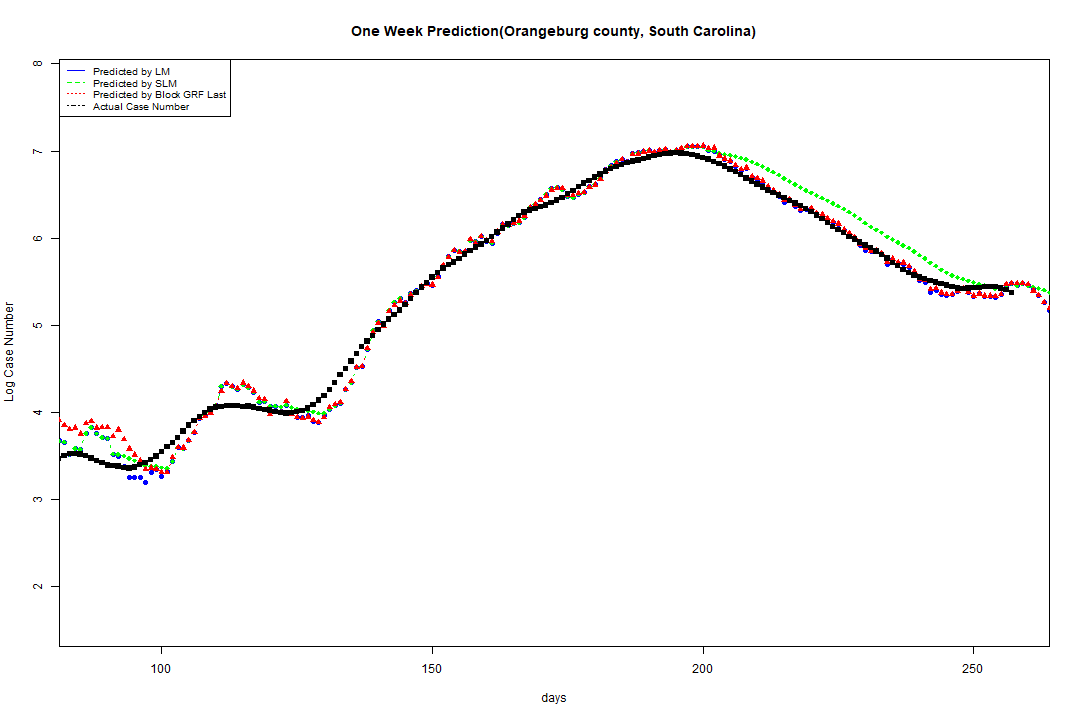 One Week Prediction(Orangeburg county, South Carolina)
Predicted by LM
Predicted by SLM
Predicted by Block GRF Last
Actual Case Number
8
7
6
5
4
3
2
Log Case Number
100 150 200 250
days